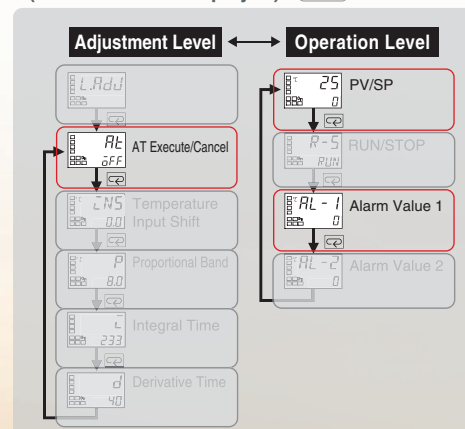 Adjustment Level
Operation Level
L.Adj
At
oFF
AT Execute/Cancel
INS
0.0
Temperature
Input Shift
P
8.0
Proportional Band
i
233
Integral Time
d
40
Derivative Time
25
0
PV/SP
R-S
RUN
RUN/STOP
AL-1
0
Alarm Value 1
AL-2
0
Alarm Value 2